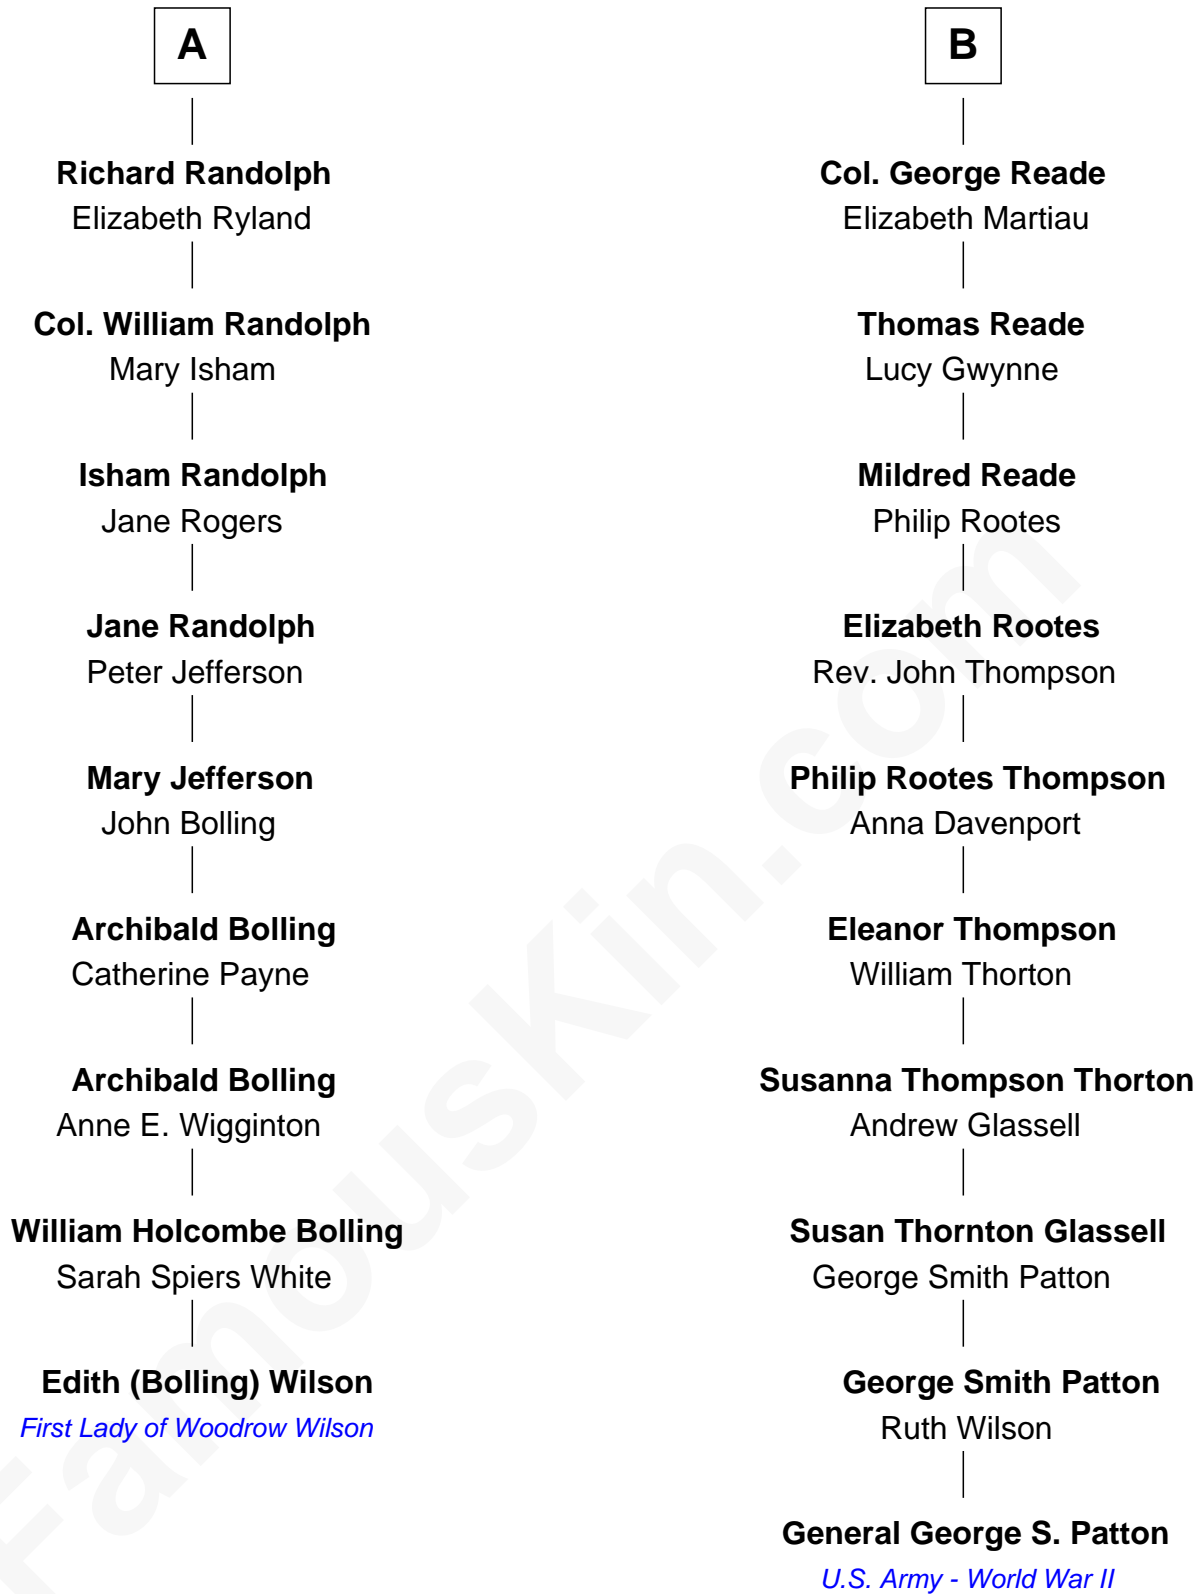 A
Richard Randolph
Elizabeth Ryland
Col. William Randolph
Mary Isham
Isham Randolph
Jane Rogers
Jane Randolph
Peter Jefferson
Mary Jefferson
John Bolling
Archibald Bolling
Catherine Payne
Archibald Bolling
Anne E. Wigginton
William Holcombe Bolling
Sarah Spiers White
Edith (Bolling) Wilson
First Lady of Woodrow Wilson
B
Col. George Reade
Elizabeth Martiau
Thomas Reade
Lucy Gwynne
Mildred Reade
Philip Rootes
Elizabeth Rootes
Rev. John Thompson
Philip Rootes Thompson
Anna Davenport
Eleanor Thompson
William Thorton
Susanna Thompson Thorton
Andrew Glassell
Susan Thornton Glassell
George Smith Patton
George Smith Patton
Ruth Wilson
General George S. Patton
U.S. Army - World War II
FamousKin.com